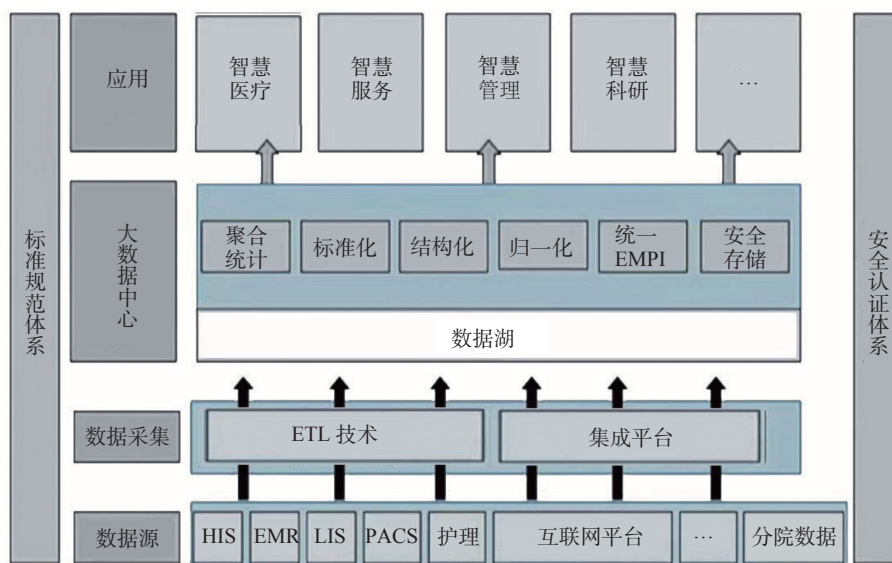 应用
智慧
医疗
智慧
服务
智慧
管理
智慧
科研
…
标准规范体系
大数据中心
聚合
统计
标准化
结构化
归一化
统一
EMPI
安全
存储
数据湖
安全认证体系
数据采集
ETL 技术
集成平台
数据源
HIS
EMR
LIS
PACS
护理
互联网平台
…
分院数据